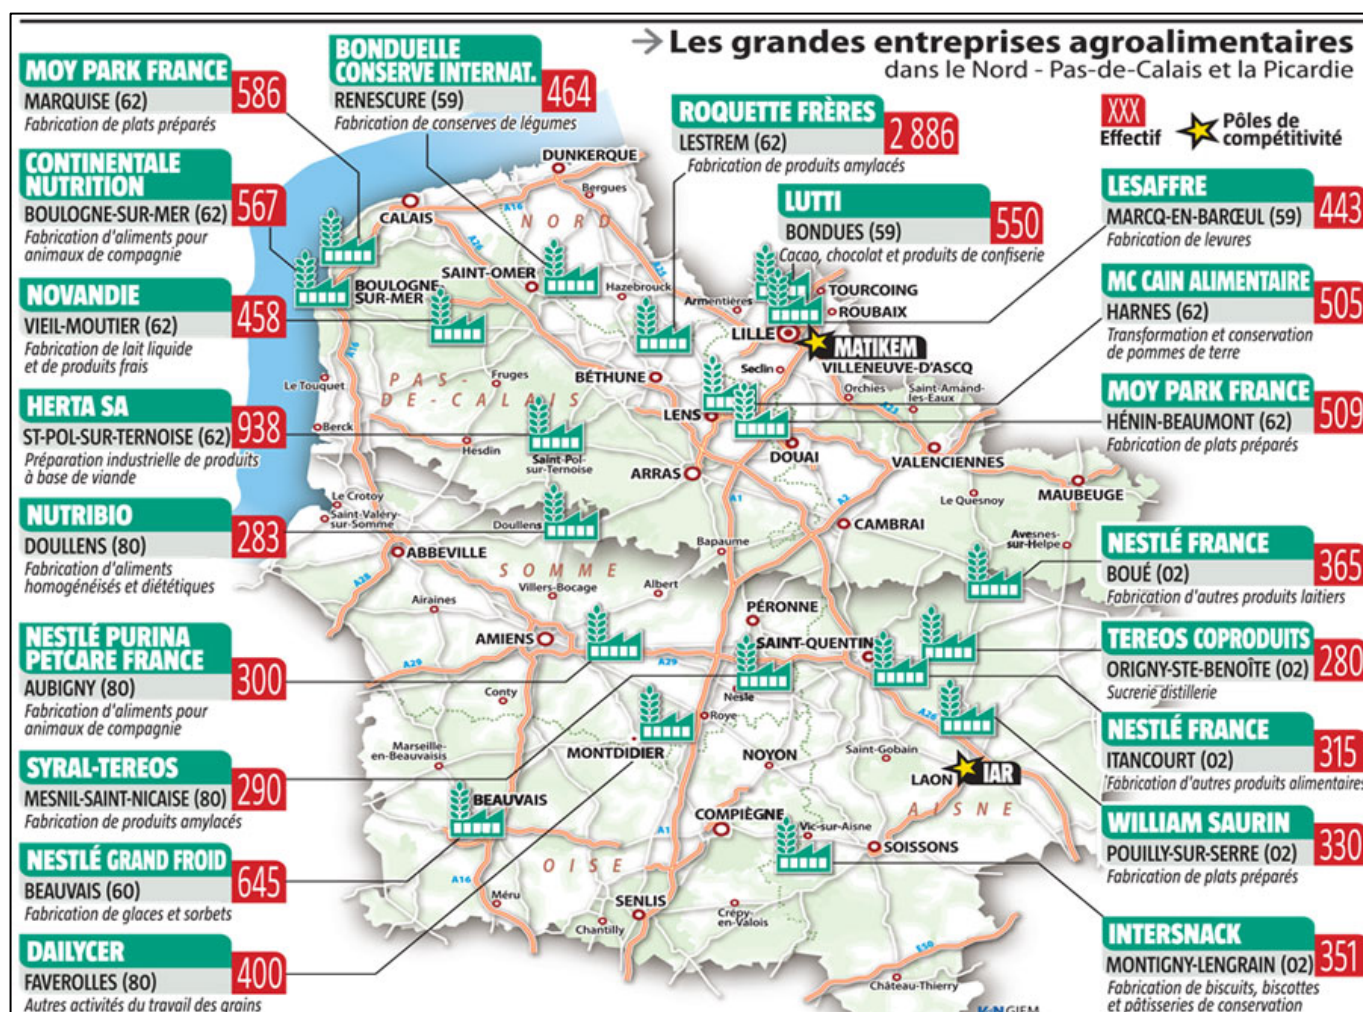 → Les grandes entreprises agroalimentaires
dans le Nord - Pas-de-Calais et la Picardie
XXX
Effectif
Pôles de
compétitivité
MOY PARK FRANCE
MARQUISE (62)
586
Fabrication de plats préparés
CONTINENTALE
NUTRITION
BOULOGNE-SUR-MER (62)
567
Fabrication d'aliments pour
animaux de compagnie
NOVANDIE
VIEIL-MOUTIER (62)
458
Fabrication de lait liquide
et de produits frais
HERTA SA
ST-POL-SUR-TERNOISE (62)
938
Préparation industrielle de produits
à base de viande
NUTRIBIO
DOULLENS (80)
283
Fabrication d'aliments
homogénéisés et diététiques
NESTLÉ PURINA
PETCARE FRANCE
AUBIGNY (80)
300
Fabrication d'aliments pour
animaux de compagnie
SYRAL-TEREOS
MESNIL-SAINT-NICAISE (80)
290
Fabrication de produits amylacés
NESTLÉ GRAND FROID
BEAUVAIS (60)
645
Fabrication de glaces et sorbets
DAILYCER
FAVEROLLES (80)
400
Autres activités du travail des grains
BONDUELLE
CONSERVE INTERNAT.
RENESCURE (59)
464
Fabrication de conserves de légumes
ROQUETTE FRÈRES
LESTREM (62)
2 886
Fabrication de produits amylacés
LUTTI
BONDUES (59)
550
Cacao, chocolat et produits de confiserie
LESAFFRE
MARCQ-EN-BARŒUL (59)
443
Fabrication de levures
MC CAIN ALIMENTAIRE
HARNES (62)
505
Transformation et conservation
de pommes de terre
MOY PARK FRANCE
HÉNIN-BEAUMONT (62)
509
Fabrication de plats préparés
NESTLÉ FRANCE
BOUÉ (02)
365
Fabrication d'autres produits laitiers
TEREOS COPRODUITS
ORIGNY-STE-BENOÎTE (02)
280
Sucrerie distillerie
NESTLÉ FRANCE
ITANCOURT (02)
315
Fabrication d'autres produits alimentaires
WILLIAM SAURIN
POUILLY-SUR-SERRE (02)
330
Fabrication de plats préparés
INTERSNACK
MONTIGNY-LENGRAIN (02)
351
Fabrication de biscuits, biscottes
et pâtisseries de conservation
DUNKERQUE
Bergues
CALAIS
A16
NORD
A26
A25
SAINT-OMER
Hazebrouck
BOULOGNE-
SUR-MER
Armentières
TOURCOING
ROUBAIX
LILLE
MATIKEM
VILLENEUVE-D'ASCQ
A16
Le Touquet
Fruges
BÉTHUNE
Seclin
Orchies
Saint-Amand-
les-Eaux
PAS-
DE-CALAIS
A23
LENS
Berck
Hesdin
Saint-Pol-
sur-Ternoise
DOUAI
VALENCIENNES
ARRAS
A1
A2
Le Quesnoy
MAUBEUGE
Le Crotoy
Saint-Valéry-
sur-Somme
Doullens
CAMBRAI
Avesnes-
sur-Helpe
ABBEVILLE
Bapaume
SOMME
A28
Villers-Bocage
Albert
Airaines
PÉRONNE
AMIENS
SAINT-QUENTIN
A29
A29
Conty
Nesle
Roye
A26
Marseille-
en-Beauvaisis
MONTDIDIER
NOYON
Saint-Gobain
LAON
IAR
AISNE
BEAUVAIS
COMPIÈGNE
Vic-sur-Aisne
A1
SOISSONS
OISE
A16
Méru
SENLIS
Crépy-
en-Valois
Chantilly
E50
Château-Thierry
GIEM